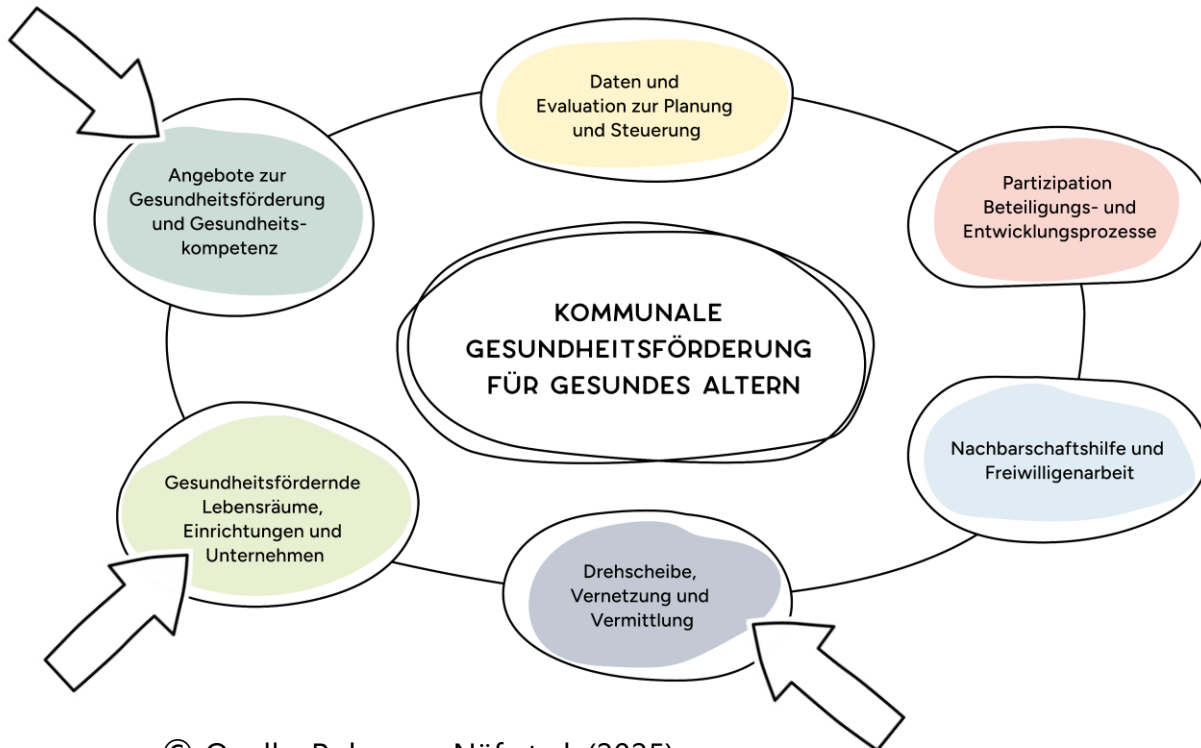 Daten und
Evaluation zur Planung
und Steuerung
Angebote zur
Gesundheitsförderung
und Gesundheits-
kompetenz
Partizipation
Beteiligungs- und
Entwicklungsprozesse
KOMMUNALE
GESUNDHEITSFÖRDERUNG
FÜR GESUNDES ALTERN
Nachbarschaftshilfe und
Freiwilligenarbeit
Gesundheitsfördernde
Lebensräume,
Einrichtungen und
Unternehmen
Drehscheibe,
Vernetzung und
Vermittlung